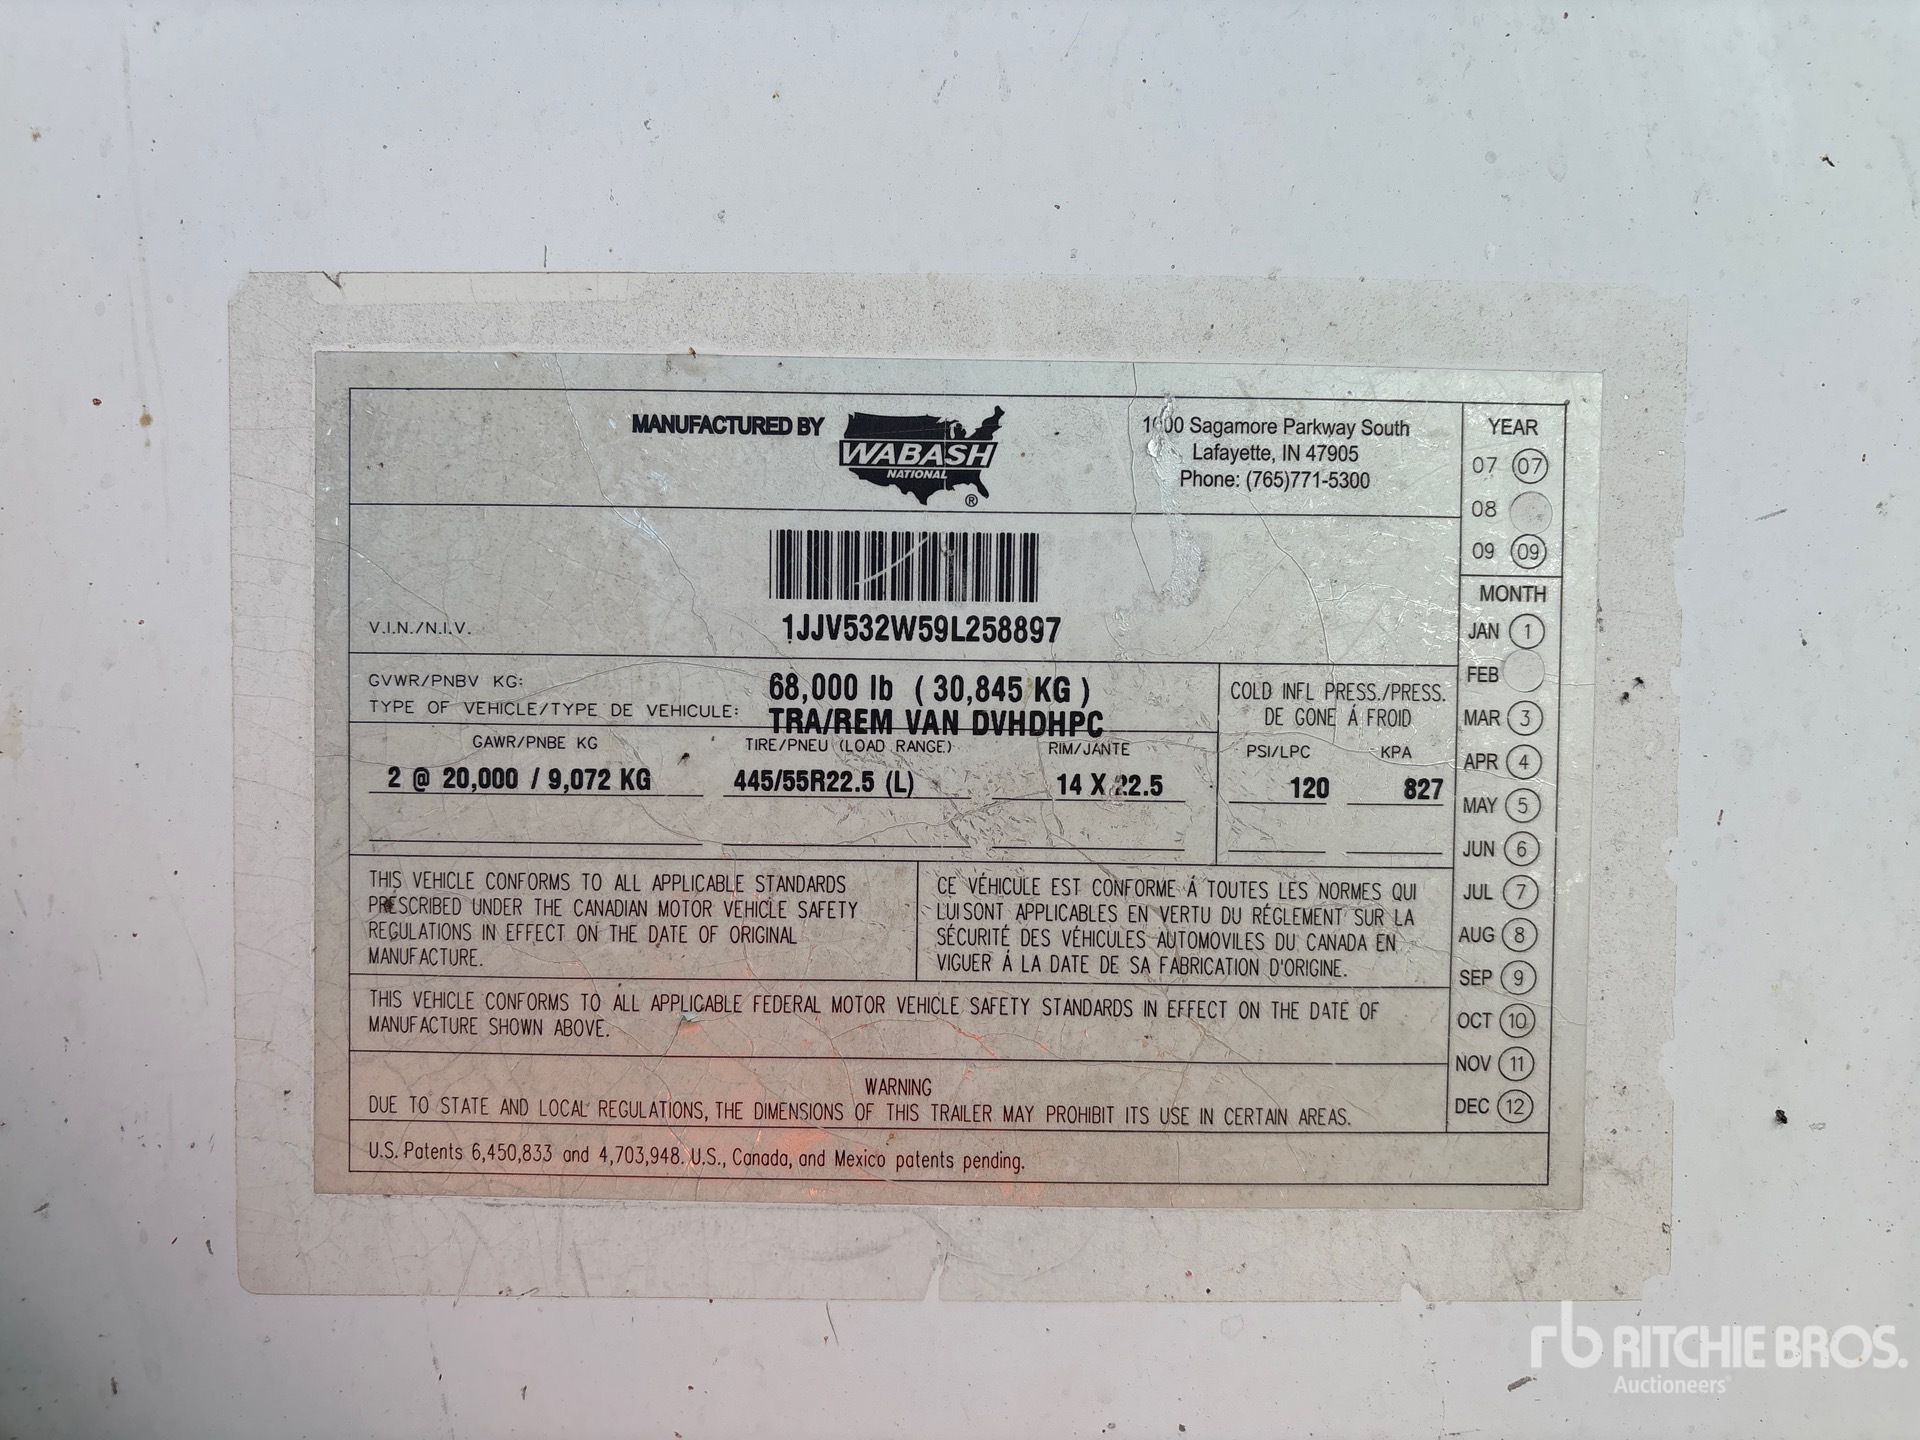 MANUFACTURED BY
WABASH
NATIONAL
®
1000 Sagamore Parkway South
Lafayette, IN 47905
Phone: (765)771-5300
V.I.N./N.I.V.
1JJV532W59L258897
GVWR/PNBV KG:
68,000 lb ( 30,845 KG )
TYPE OF VEHICLE/TYPE DE VEHICULE:
TRA/REM VAN DVHDHPC
COLD INFL PRESS./PRESS.
DE GONE Á FROID
GAWR/PNBE KG
TIRE/PNEU (LOAD RANGE)
RIM/JANTE
PSI/LPC
KPA
2 @ 20,000 / 9,072 KG
445/55R22.5 (L)
14 X 22.5
120
827
THIS VEHICLE CONFORMS TO ALL APPLICABLE STANDARDS
PRESCRIBED UNDER THE CANADIAN MOTOR VEHICLE SAFETY
REGULATIONS IN EFFECT ON THE DATE OF ORIGINAL
MANUFACTURE.
CE VÉHICULE EST CONFORME Á TOUTES LES NORMES QUI
LUI SONT APPLICABLES EN VERTU DU RÉGLEMENT SUR LA
SÉCURITÉ DES VÉHICULES AUTOMOVILES DU CANADA EN
VIGUER Á LA DATE DE SA FABRICATION D'ORIGINE.
THIS VEHICLE CONFORMS TO ALL APPLICABLE FEDERAL MOTOR VEHICLE SAFETY STANDARDS IN EFFECT ON THE DATE OF
MANUFACTURE SHOWN ABOVE.
WARNING
DUE TO STATE AND LOCAL REGULATIONS, THE DIMENSIONS OF THIS TRAILER MAY PROHIBIT ITS USE IN CERTAIN AREAS.
U.S. Patents 6,450,833 and 4,703,948. U.S., Canada, and Mexico patents pending.
YEAR
07 07
08
09 09
MONTH
JAN 1
FEB
MAR 3
APR 4
MAY 5
JUN 6
JUL 7
AUG 8
SEP 9
OCT 10
NOV 11
DEC 12
rb RITCHIE BROS.
Auctioneers